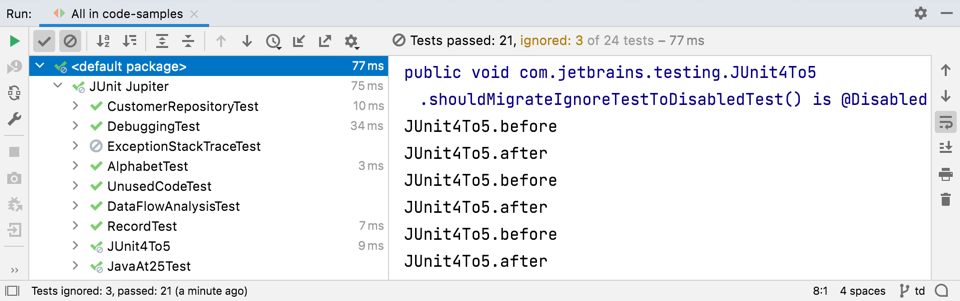 Run: All in code-samples
Tests passed: 21, ignored: 3 of 24 tests – 77 ms
<default package> 77 ms
JUnit Jupiter 75 ms
CustomerRepositoryTest 10 ms
DebuggingTest 34 ms
ExceptionStackTraceTest
AlphabetTest 3 ms
UnusedCodeTest
DataFlowAnalysisTest
RecordTest 7 ms
JUnit4To5 9 ms
JavaAt25Test
public void com.jetbrains.testing.JUnit4To5
.shouldMigrateIgnoreTestToDisabledTest() is @Disabled
JUnit4To5.before
JUnit4To5.after
JUnit4To5.before
JUnit4To5.after
JUnit4To5.before
JUnit4To5.after
Tests ignored: 3, passed: 21 (a minute ago) 8:1 4 spaces td